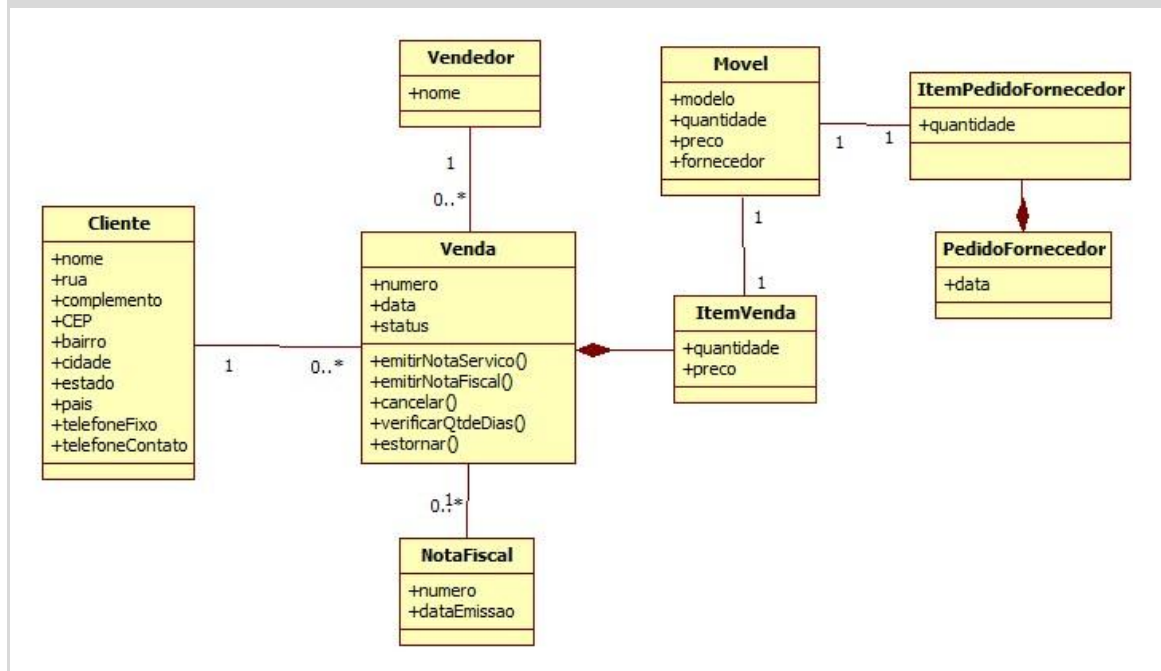 Vendedor
+nome
1
0..*
Movel
+modelo
+quantidade
+preco
+fornecedor
1
1
ItemPedidoFornecedor
+quantidade
PedidoFornecedor
+data
1
1
ItemVenda
+quantidade
+preco
Cliente
+nome
+rua
+complemento
+CEP
+bairro
+cidade
+estado
+pais
+telefoneFixo
+telefoneContato
1
0..*
Venda
+numero
+data
+status
+emitirNotaServico()
+emitirNotaFiscal()
+cancelar()
+verificarQtdeDias()
+estornar()
1
0..*
NotaFiscal
+numero
+dataEmissao